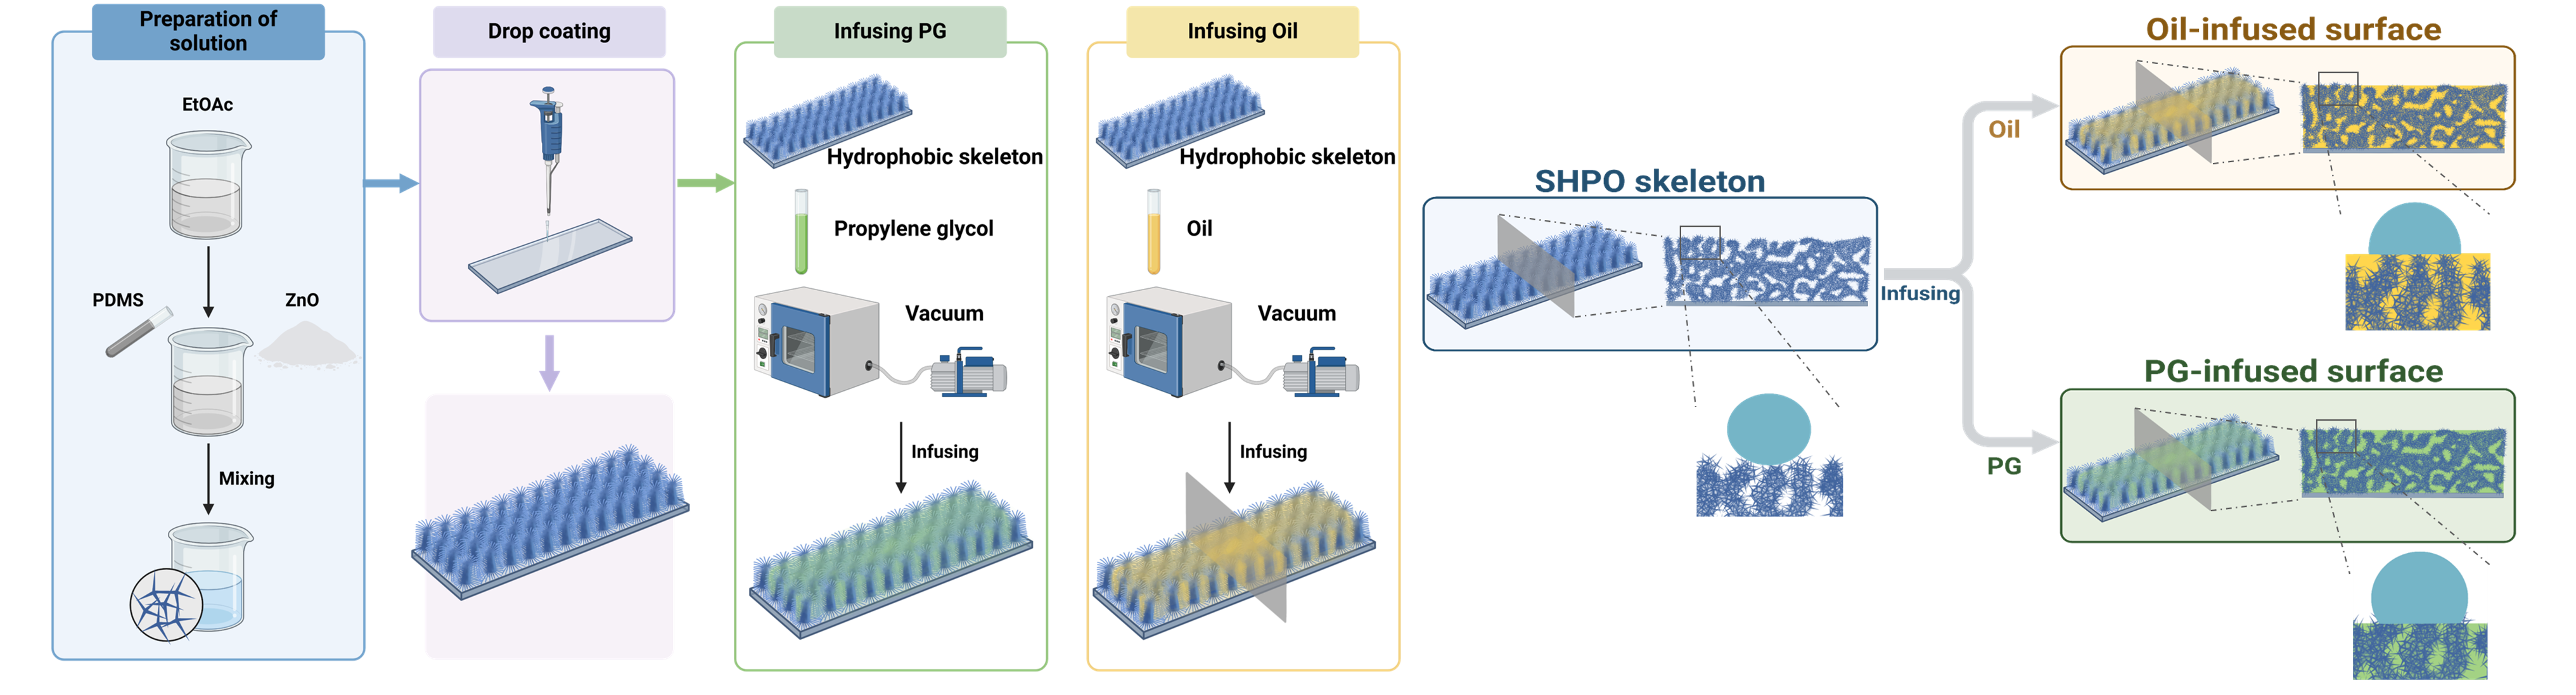 Preparation of
solution
EtOAc
PDMS
ZnO
Mixing
Drop coating
Infusing PG
Hydrophobic skeleton
Propylene glycol
Vacuum
Infusing
Infusing Oil
Hydrophobic skeleton
Oil
Vacuum
Infusing
SHPO skeleton
Infusing
Oil
PG
Oil-infused surface
PG-infused surface